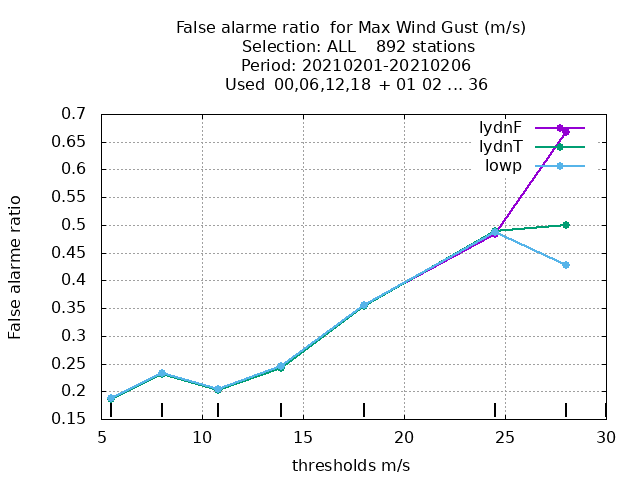 False alarme ratio  for Max Wind Gust (m/s)
Selection: ALL    892 stations
Period: 20210201-20210206
Used  00,06,12,18 + 01 02 ... 36
0.7
0.65
0.6
0.55
0.5
0.45
0.4
0.35
0.3
0.25
0.2
0.15
False alarme ratio
lydnF
lydnT
lowp
5 10 15 20 25 30
thresholds m/s